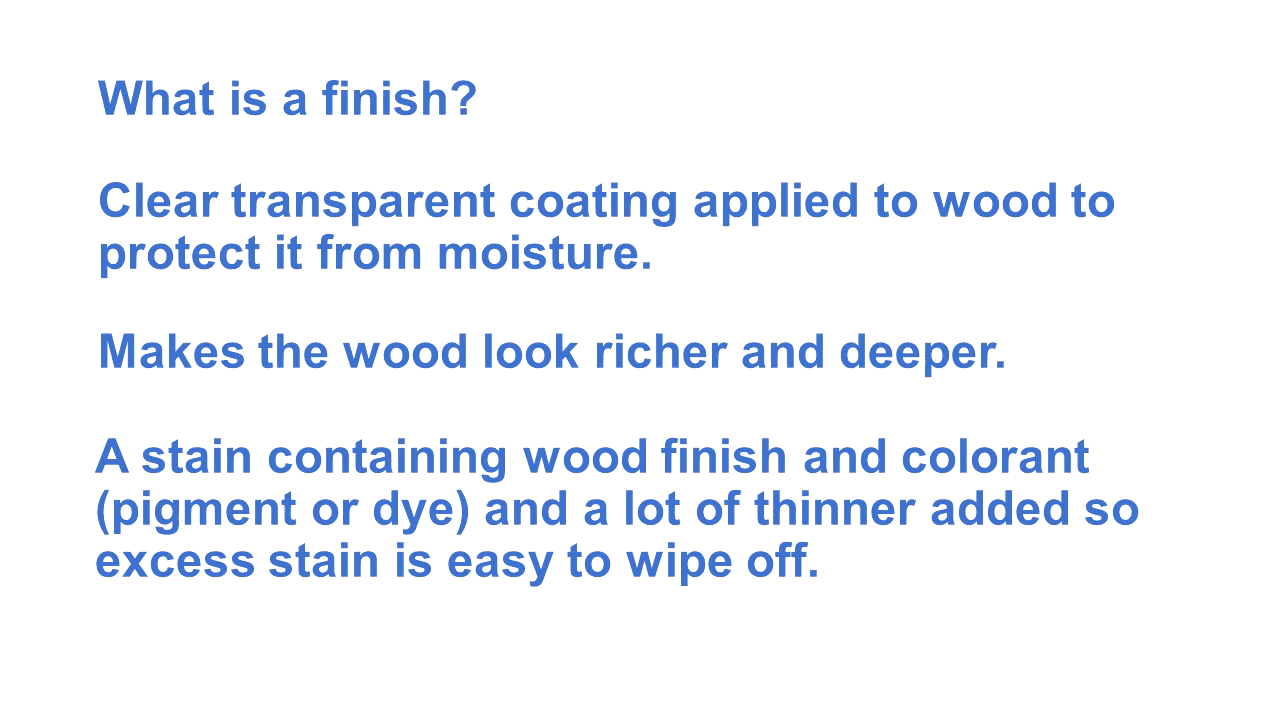 What is a finish?
Clear transparent coating applied to wood to
protect it from moisture.
Makes the wood look richer and deeper.
A stain containing wood finish and colorant
(pigment or dye) and a lot of thinner added so
excess stain is easy to wipe off.